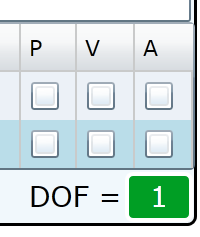 P V A
DOF = 1